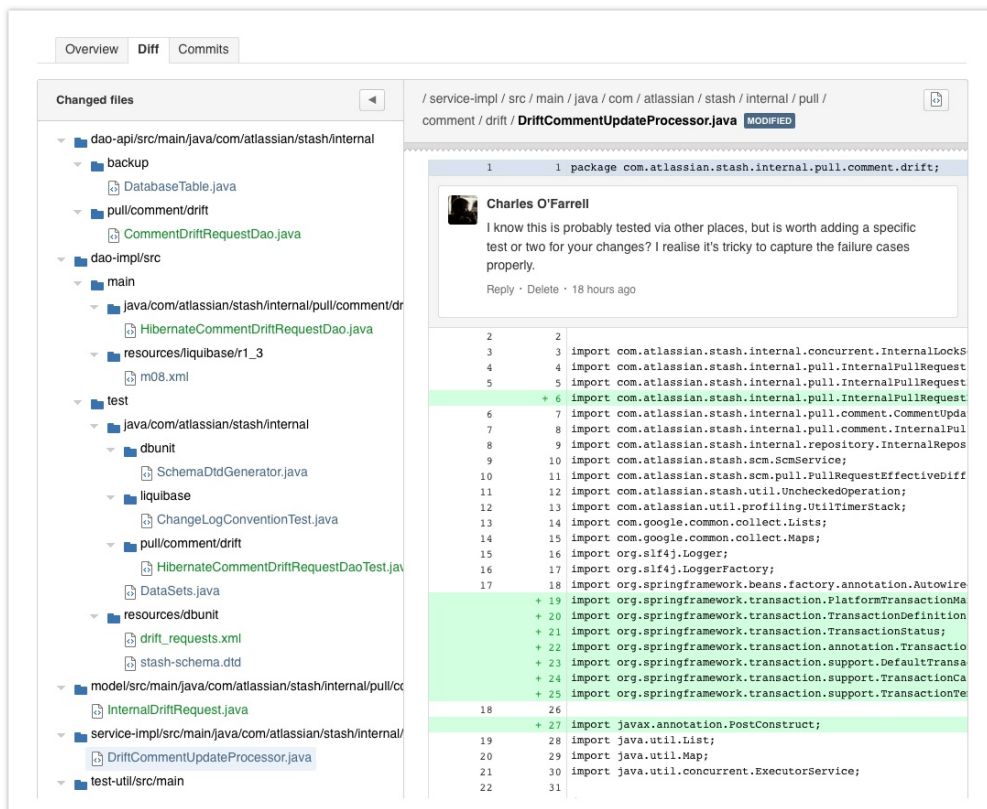 Overview Diff Commits
Changed files
dao-api/src/main/java/com/atlassian/stash/internal
backup
DatabaseTable.java
pull/comment/drift
CommentDriftRequestDao.java
dao-impl/src
main
java/com/atlassian/stash/internal/pull/comment/dr
HibernateCommentDriftRequestDao.java
resources/liquibase/r1_3
m08.xml
test
java/com/atlassian/stash/internal
dbunit
SchemaDtdGenerator.java
liquibase
ChangeLogConventionTest.java
pull/comment/drift
HibernateCommentDriftRequestDaoTest.jav
DataSets.java
resources/dbunit
drift_requests.xml
stash-schema.dtd
model/src/main/java/com/atlassian/stash/internal/pull/co
InternalDriftRequest.java
service-impl/src/main/java/com/atlassian/stash/internal/
DriftCommentUpdateProcessor.java
test-util/src/main
/ service-impl / src / main / java / com / atlassian / stash / internal / pull /
comment / drift / DriftCommentUpdateProcessor.java MODIFIED
1 1 package com.atlassian.stash.internal.pull.comment.drift;
Charles O'Farrell
I know this is probably tested via other places, but is worth adding a specific
test or two for your changes? I realise it's tricky to capture the failure cases
properly.
Reply · Delete · 18 hours ago
2 2
3 3 import com.atlassian.stash.internal.concurrent.InternalLockS
4 4 import com.atlassian.stash.internal.pull.InternalPullRequest
5 5 import com.atlassian.stash.internal.pull.InternalPullRequest
+ 6 import com.atlassian.stash.internal.pull.InternalPullRequest
6 7 import com.atlassian.stash.internal.pull.comment.CommentUpda
7 8 import com.atlassian.stash.internal.pull.comment.InternalPul
8 9 import com.atlassian.stash.internal.repository.InternalRepos
9 10 import com.atlassian.stash.scm.ScmService;
10 11 import com.atlassian.stash.scm.pull.PullRequestEffectiveDiff
11 12 import com.atlassian.stash.util.UncheckedOperation;
12 13 import com.atlassian.util.profiling.UtilTimerStack;
13 14 import com.google.common.collect.Lists;
14 15 import com.google.common.collect.Maps;
15 16 import org.slf4j.Logger;
16 17 import org.slf4j.LoggerFactory;
17 18 import org.springframework.beans.factory.annotation.Autowire
+ 19 import org.springframework.transaction.PlatformTransactionMa
+ 20 import org.springframework.transaction.TransactionDefinition
+ 21 import org.springframework.transaction.TransactionStatus;
+ 22 import org.springframework.transaction.annotation.Transactio
+ 23 import org.springframework.transaction.support.DefaultTransa
+ 24 import org.springframework.transaction.support.TransactionCa
+ 25 import org.springframework.transaction.support.TransactionTe
18 26
+ 27 import javax.annotation.PostConstruct;
19 28 import java.util.List;
20 29 import java.util.Map;
21 30 import java.util.concurrent.ExecutorService;
22 31